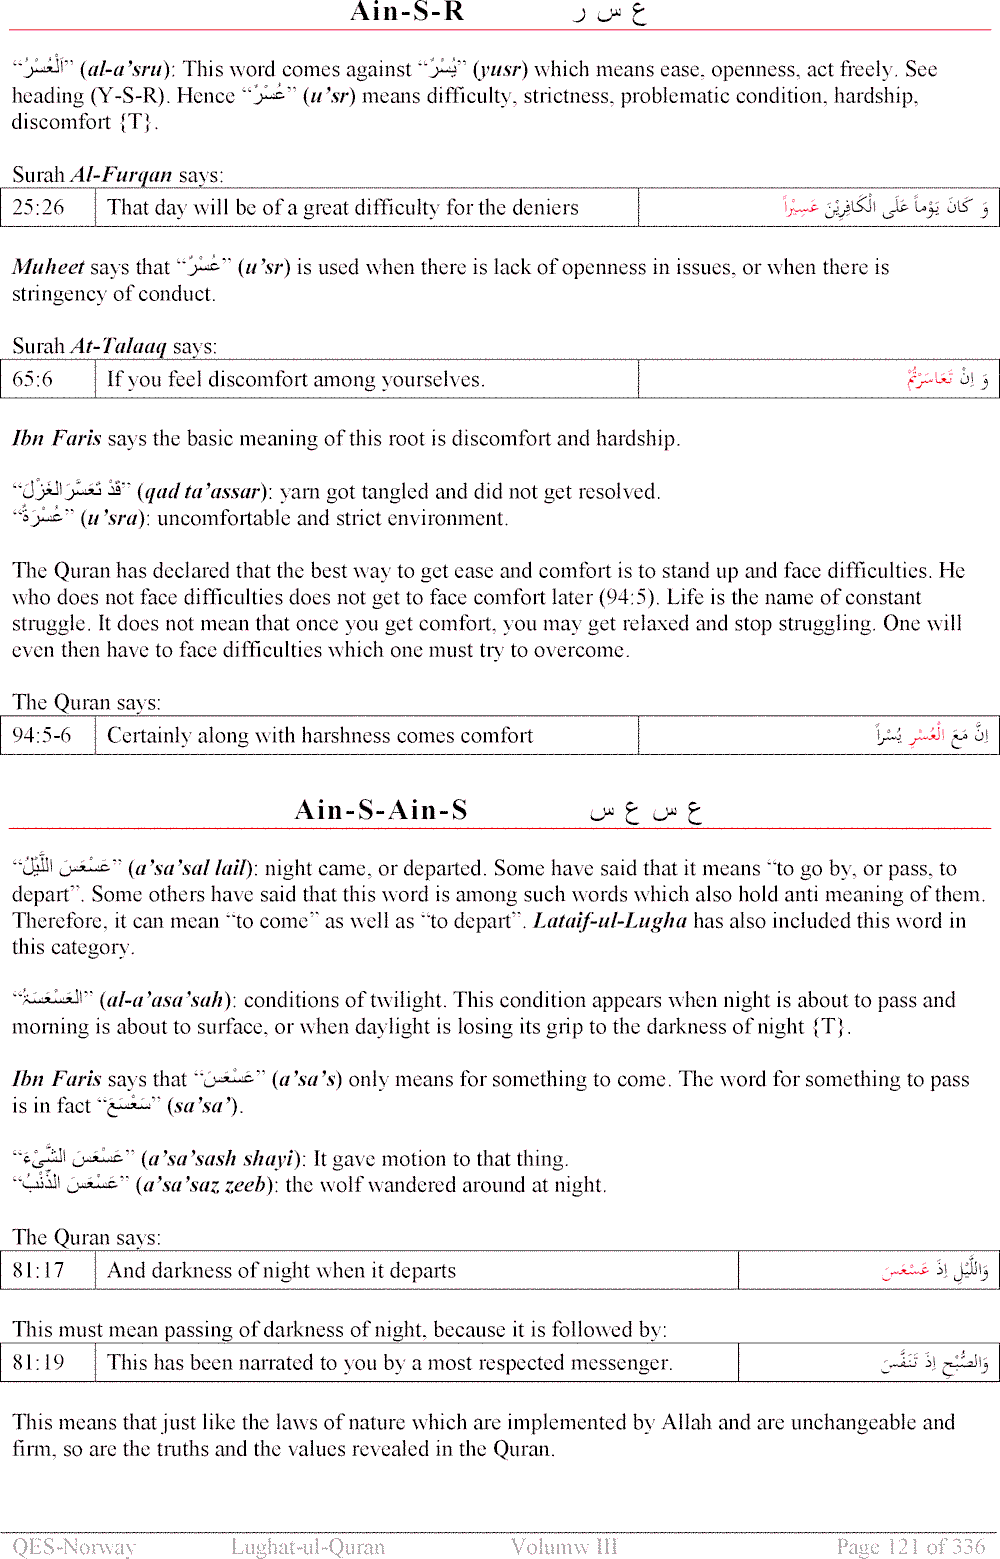 Ain-S-R ع س ر
“اَلْعُسْرُ” (al-a’sru): This word comes against “يُسْرٌ” (yusr) which means ease, openness, act freely. See
heading (Y-S-R). Hence “عُسْرٌ” (u’sr) means difficulty, strictness, problematic condition, hardship,
discomfort {T}.
Surah Al-Furqan says:
25:26 That day will be of a great difficulty for the deniers وَ كَانَ يَوْماً عَلَى الْكَافِرِيْنَ عَسِيْراً
Muheet says that “عُسْرٌ” (u’sr) is used when there is lack of openness in issues, or when there is
stringency of conduct.
Surah At-Talaaq says:
65:6 If you feel discomfort among yourselves. وَ اِنْ تَعَاسَرْتُمْ
Ibn Faris says the basic meaning of this root is discomfort and hardship.
“قَدْ تَعَسَّرَ الْغَزْلَ” (qad ta’assar): yarn got tangled and did not get resolved.
“عُسْرَةٌ” (u’sra): uncomfortable and strict environment.
The Quran has declared that the best way to get ease and comfort is to stand up and face difficulties. He
who does not face difficulties does not get to face comfort later (94:5). Life is the name of constant
struggle. It does not mean that once you get comfort, you may get relaxed and stop struggling. One will
even then have to face difficulties which one must try to overcome.
The Quran says:
94:5-6 Certainly along with harshness comes comfort اِنَّ مَعَ الْعُسْرِ يُسْراً
Ain-S-Ain-S ع س ع س
“عَسْعَسَ اللَّيْلُ” (a’sa’sal lail): night came, or departed. Some have said that it means “to go by, or pass, to
depart”. Some others have said that this word is among such words which also hold anti meaning of them.
Therefore, it can mean “to come” as well as “to depart”. Lataif-ul-Lugha has also included this word in
this category.
“اَلْعَسْعَسَةُ” (al-a’asa’sah): conditions of twilight. This condition appears when night is about to pass and
morning is about to surface, or when daylight is losing its grip to the darkness of night {T}.
Ibn Faris says that “عَسْعَسَ” (a’sa’s) only means for something to come. The word for something to pass
is in fact “سَعْسَعَ” (sa’sa’).
“عَسْعَسَ الشَّىْءَ” (a’sa’sash shayi): It gave motion to that thing.
“عَسْعَسَ الذِّئْبُ” (a’sa’saz zeeb): the wolf wandered around at night.
The Quran says:
81:17 And darkness of night when it departs وَاللَّيْلِ اِذَ عَسْعَسَ
This must mean passing of darkness of night, because it is followed by:
81:19 This has been narrated to you by a most respected messenger. وَالصُّبْحِ اِذَ تَنَفَّسَ
This means that just like the laws of nature which are implemented by Allah and are unchangeable and
firm, so are the truths and the values revealed in the Quran.
QES-Norway Lughat-ul-Quran Volumw III Page 121 of 336